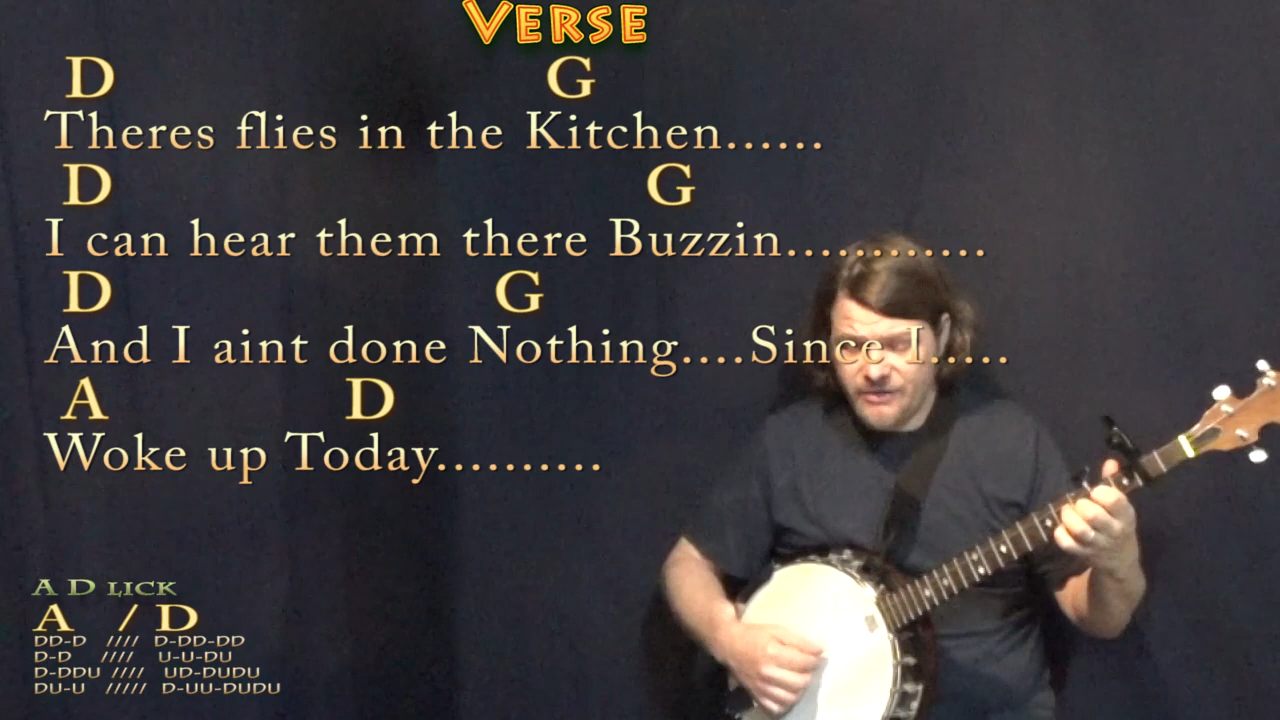 VERSE
D G
Theres flies in the Kitchen......
D G
I can hear them there Buzzin............
D G
And I aint done Nothing....Since I.....
A D
Woke up Today..........
A D LICK
A / D
DD-D //// D-DD-DD
D-D //// U-U-DU
D-DDU //// UD-DUDU
DU-U ///// D-UU-DUDU